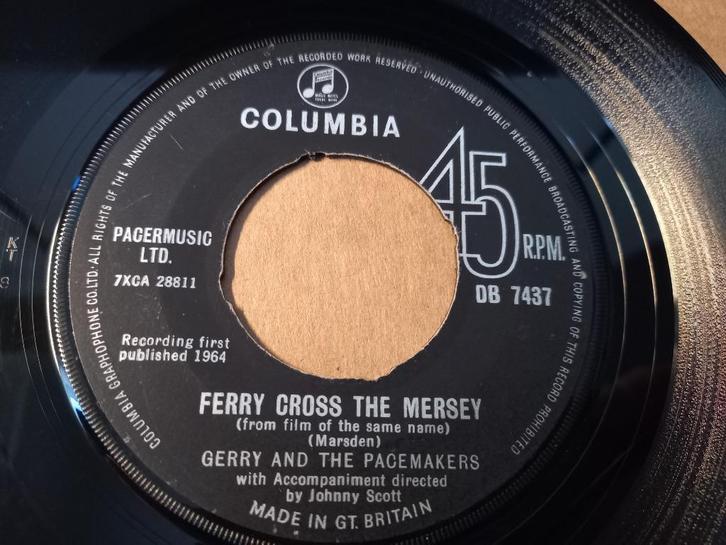 COLUMBIA GRAPHOPHONE CO. LTD. · ALL RIGHTS OF THE MANUFACTURER AND OF THE OWNER OF THE RECORDED WORK RESERVED · UNAUTHORISED PUBLIC PERFORMANCE BROADCASTING AND COPYING OF THIS RECORD PROHIBITED
COLUMBIA
45
R.P.M.
PACERMUSIC
LTD.
7XCA 28811
DB 7437
Recording first
published 1964
FERRY CROSS THE MERSEY
(from film of the same name)
(Marsden)
GERRY AND THE PACEMAKERS
with Accompaniment directed
by Johnny Scott
MADE IN GT. BRITAIN
K
T